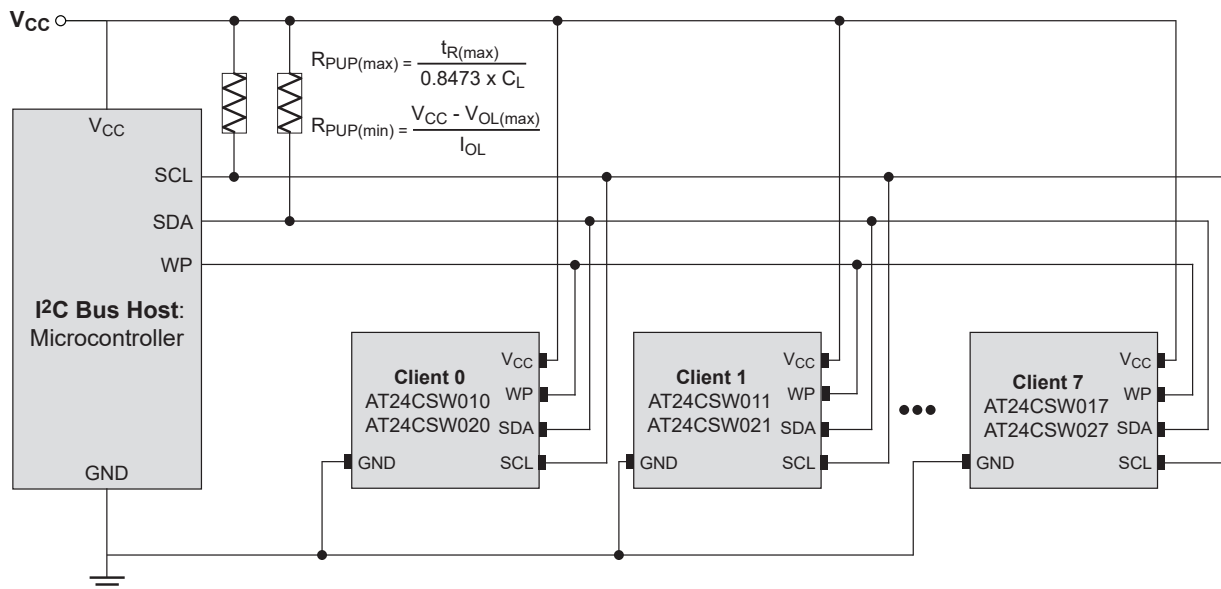 VCC
RPUP(max) = tR(max) / 0.8473 x CL
RPUP(min) = VCC - VOL(max) / IOL
VCC
SCL
SDA
WP
I²C Bus Host:
Microcontroller
GND
Client 0
AT24CSW010
AT24CSW020
VCC
WP
SDA
SCL
GND
Client 1
AT24CSW011
AT24CSW021
VCC
WP
SDA
SCL
GND
Client 7
AT24CSW017
AT24CSW027
VCC
WP
SDA
SCL
GND